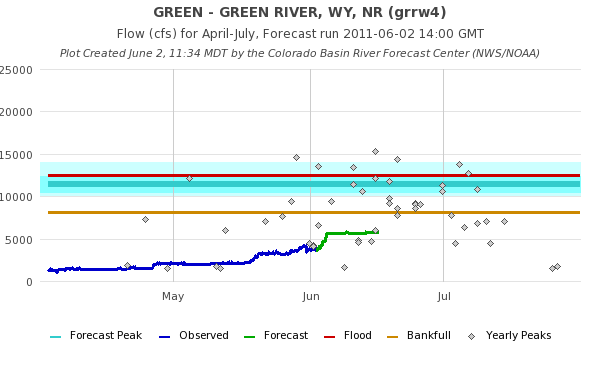 GREEN - GREEN RIVER, WY, NR (grrw4)
Flow (cfs) for April-July, Forecast run 2011-06-02 14:00 GMT
Plot Created June 2, 11:34 MDT by the Colorado Basin River Forecast Center (NWS/NOAA)
25000
20000
15000
10000
5000
0
May Jun Jul
Forecast Peak Observed Forecast Flood Bankfull Yearly Peaks